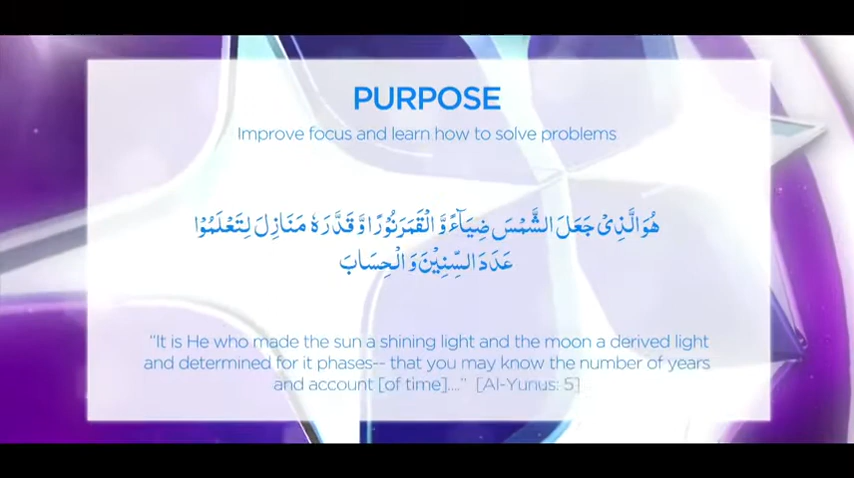 PURPOSE
Improve focus and learn how to solve problems
هُوَ الَّذِىْ جَعَلَ الشَّمْسَ ضِيَآءً وَّ الْقَمَرَ نُوْرًا وَّ قَدَّرَهٗ مَنَازِلَ لِتَعْلَمُوْا
عَدَدَ السِّنِيْنَ وَ الْحِسَابَ
“It is He who made the sun a shining light and the moon a derived light
and determined for it phases-- that you may know the number of years
and account [of time]....” [Al-Yunus: 5]